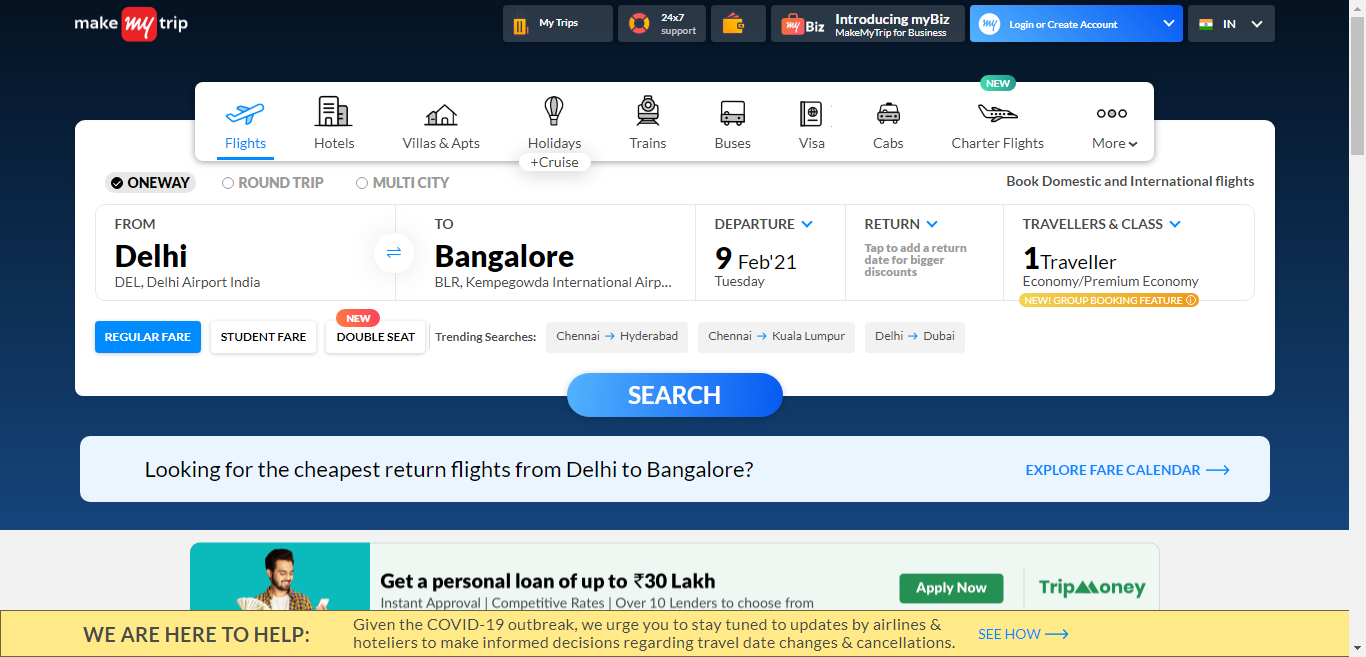 make my trip
My Trips
24x7
support
my Biz
Introducing myBiz
MakeMyTrip for Business
my
Login or Create Account
IN
NEW
Flights
Hotels
Villas & Apts
Holidays
+Cruise
Trains
Buses
Visa
Cabs
Charter Flights
More
ONEWAY
ROUND TRIP
MULTI CITY
Book Domestic and International flights
FROM
Delhi
DEL, Delhi Airport India
TO
Bangalore
BLR, Kempegowda International Airp...
DEPARTURE
9 Feb'21
Tuesday
RETURN
Tap to add a return
date for bigger
discounts
TRAVELLERS & CLASS
1Traveller
Economy/Premium Economy
NEW! GROUP BOOKING FEATURE
REGULAR FARE
STUDENT FARE
NEW
DOUBLE SEAT
Trending Searches:
Chennai → Hyderabad
Chennai → Kuala Lumpur
Delhi → Dubai
SEARCH
Looking for the cheapest return flights from Delhi to Bangalore?
EXPLORE FARE CALENDAR
Get a personal loan of up to ₹30 Lakh
Instant Approval | Competitive Rates | Over 10 Lenders to choose from
Apply Now
TripMoney
WE ARE HERE TO HELP:
Given the COVID-19 outbreak, we urge you to stay tuned to updates by airlines &
hoteliers to make informed decisions regarding travel date changes & cancellations.
SEE HOW